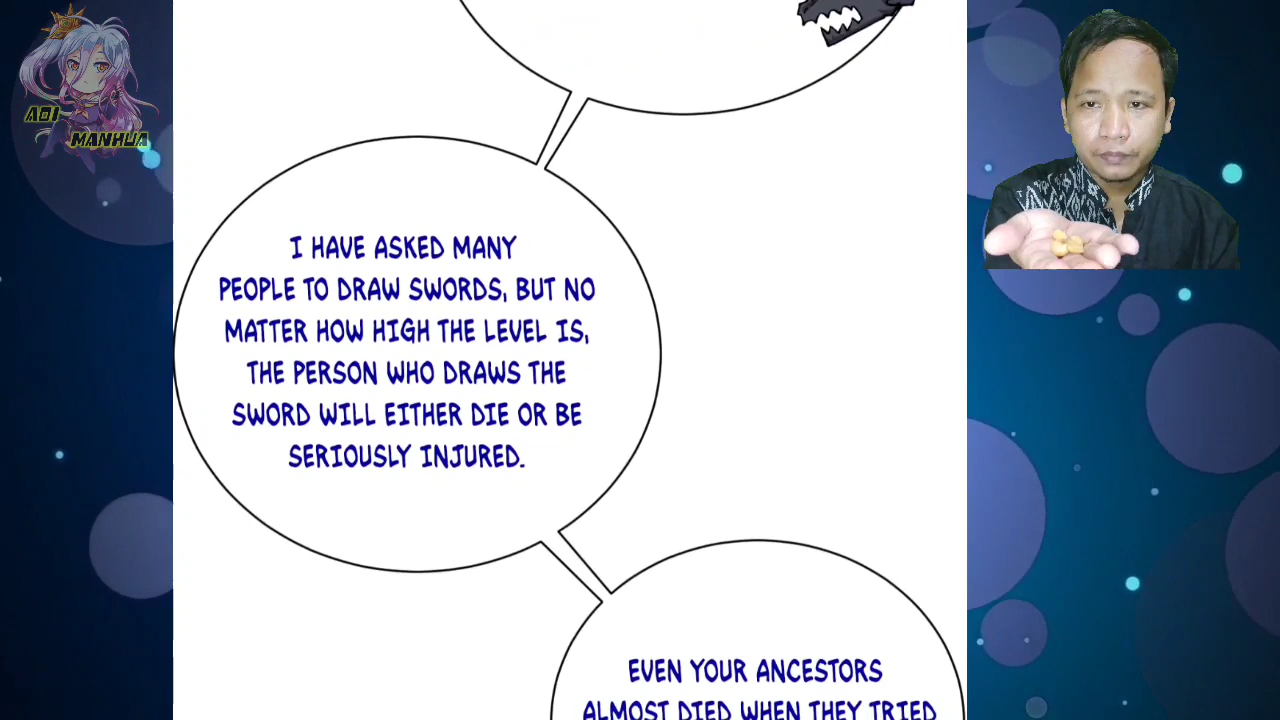 AOI
MANHUA
I HAVE ASKED MANY
PEOPLE TO DRAW SWORDS, BUT NO
MATTER HOW HIGH THE LEVEL IS,
THE PERSON WHO DRAWS THE
SWORD WILL EITHER DIE OR BE
SERIOUSLY INJURED.
EVEN YOUR ANCESTORS
ALMOST DIED WHEN THEY TRIED